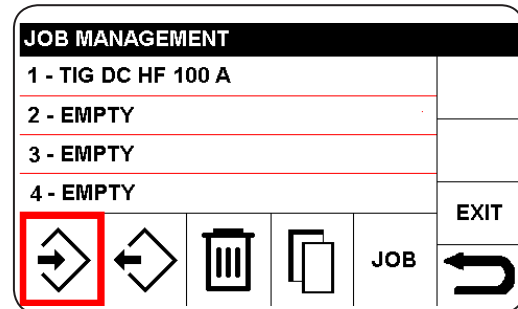 JOB MANAGEMENT
1 - TIG DC HF 100 A
2 - EMPTY
3 - EMPTY
4 - EMPTY
EXIT
JOB